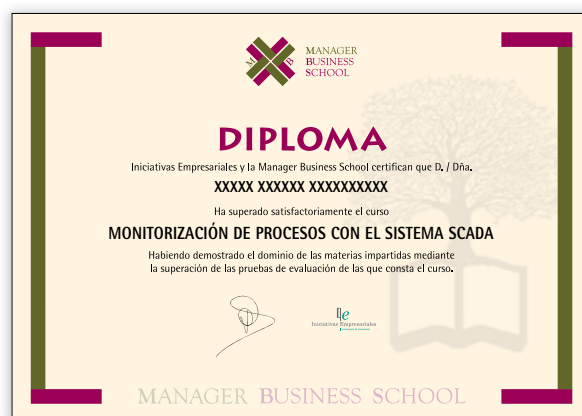 M B
MANAGER
BUSINESS
SCHOOL
DIPLOMA
Iniciativas Empresariales y la Manager Business School certifican que D. / Dña.
XXXXX XXXXXX XXXXXXXXXX
Ha superado satisfactoriamente el curso
MONITORIZACIÓN DE PROCESOS CON EL SISTEMA SCADA
Habiendo demostrado el dominio de las materias impartidas mediante
la superación de las pruebas de evaluación de las que consta el curso.
Iniciativas Empresariales
MANAGER BUSINESS SCHOOL